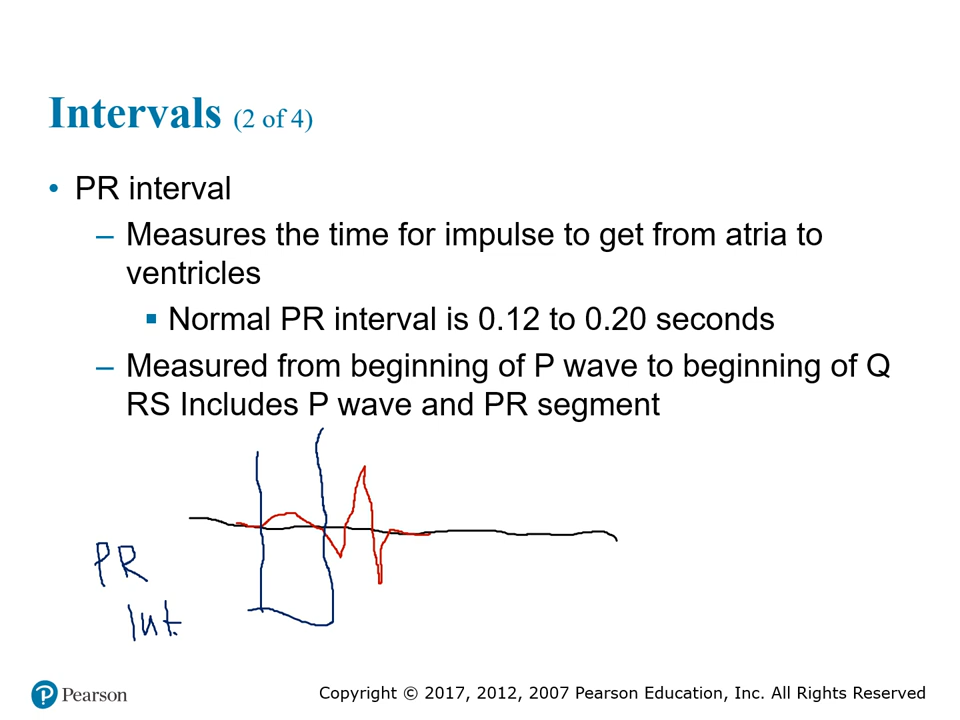 Intervals (2 of 4)
• PR interval
– Measures the time for impulse to get from atria to
ventricles
▪ Normal PR interval is 0.12 to 0.20 seconds
– Measured from beginning of P wave to beginning of Q
RS Includes P wave and PR segment
PR
Int.
Pearson
Copyright © 2017, 2012, 2007 Pearson Education, Inc. All Rights Reserved